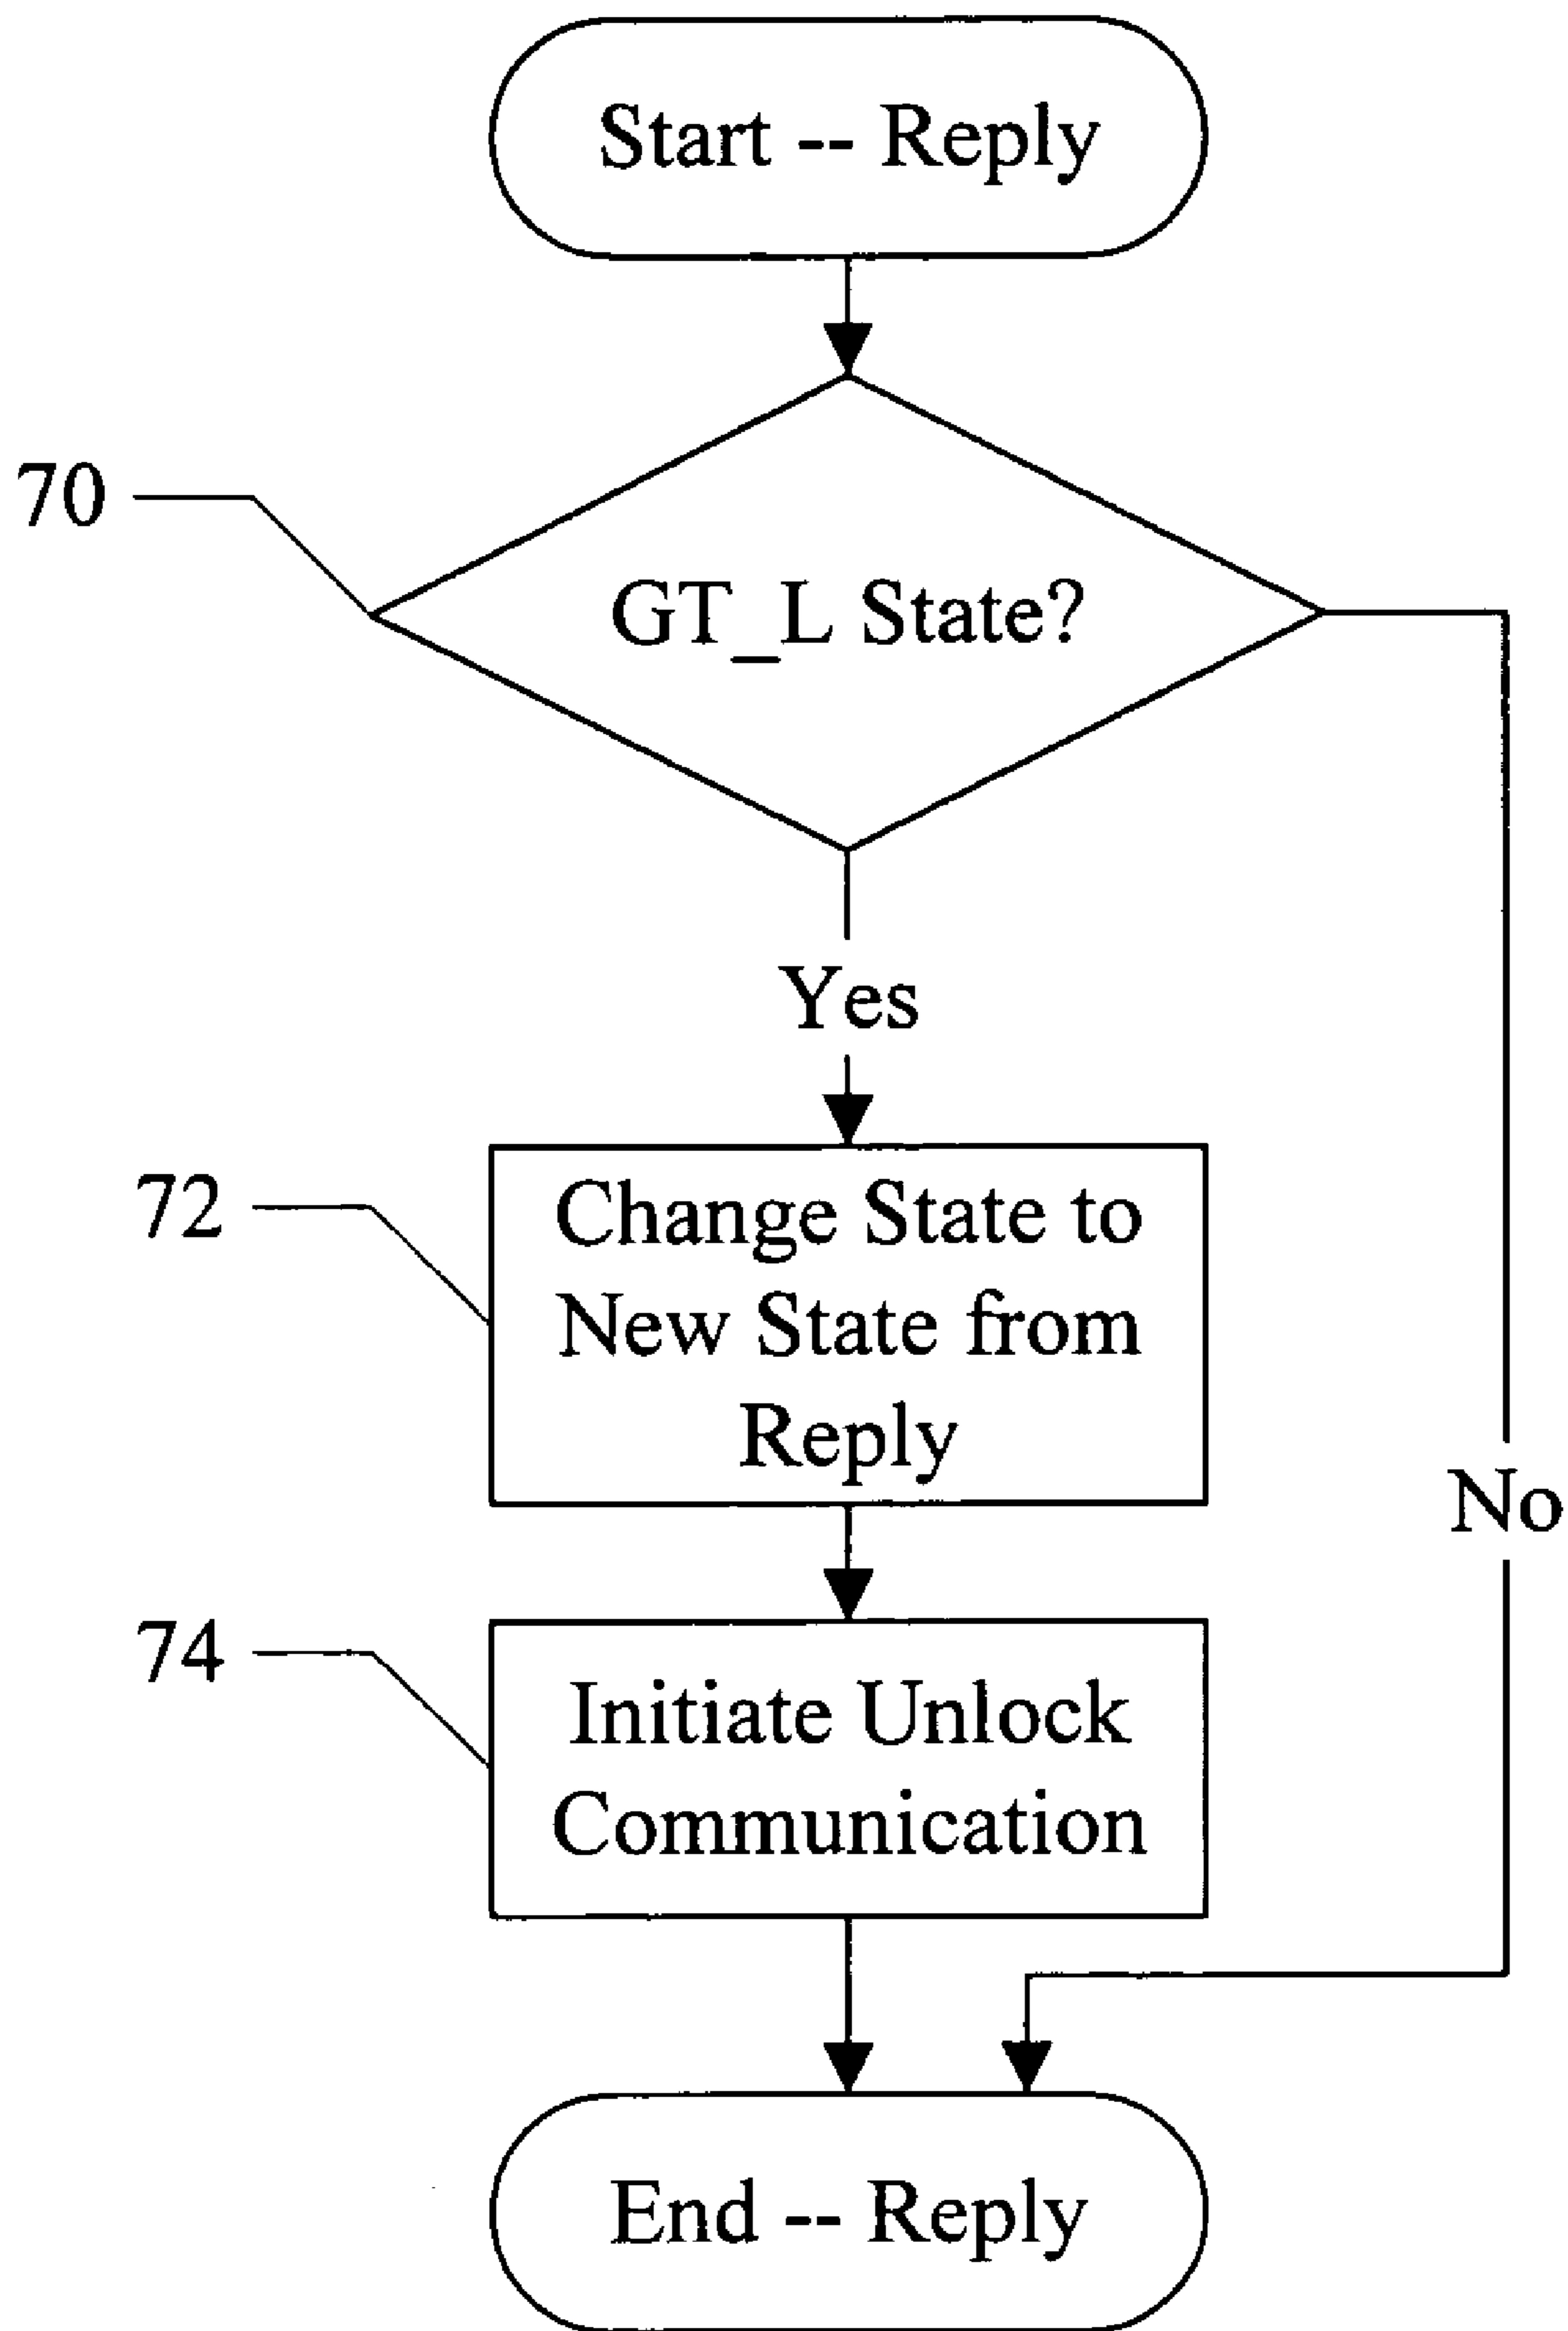 Start -- Reply
70
GT_L State?
Yes
72
Change State to
New State from
Reply
No
74
Initiate Unlock
Communication
End -- Reply